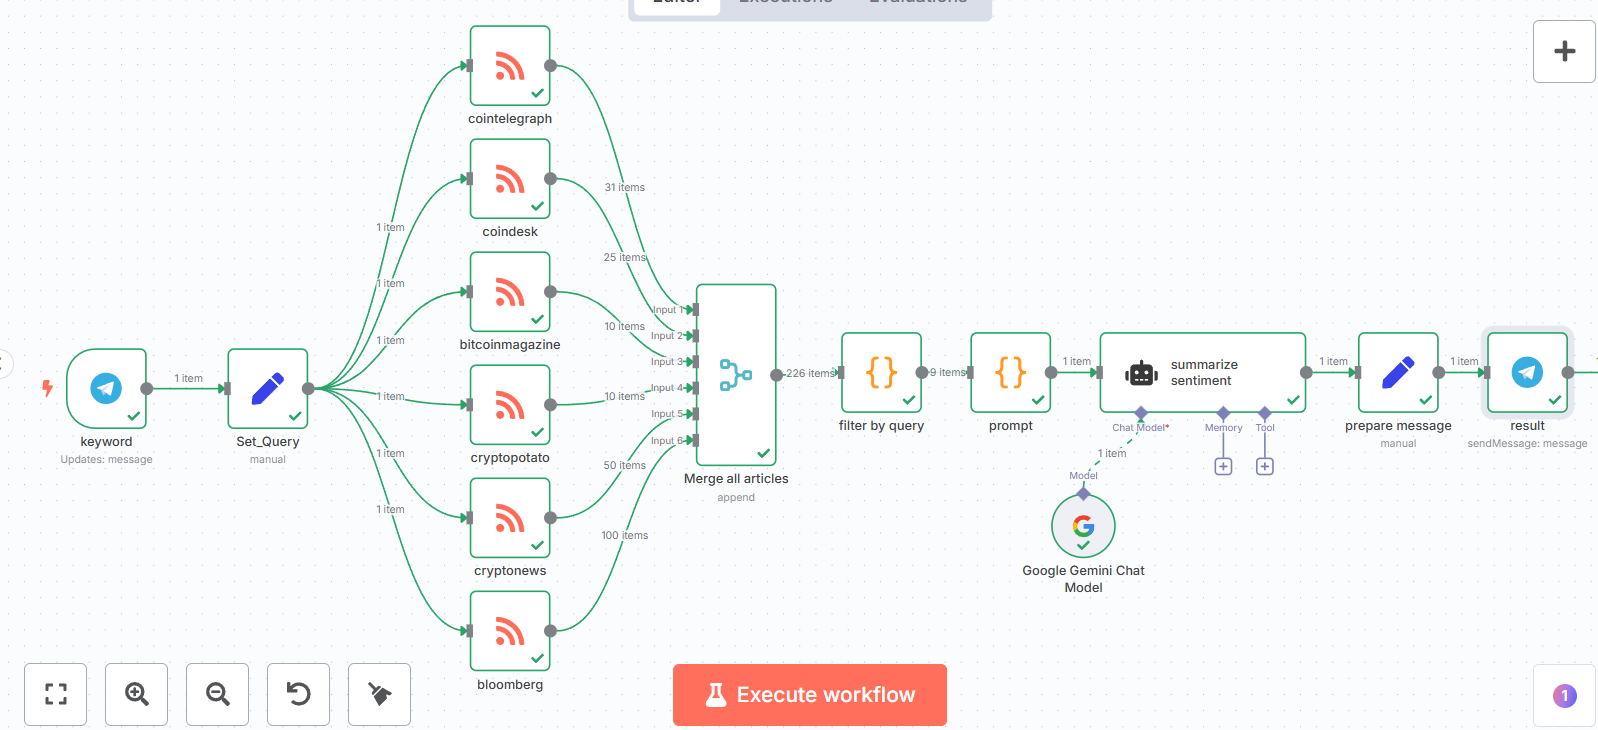 Editor Executions Evaluations
cointelegraph
coindesk
bitcoinmagazine
cryptopotato
cryptonews
bloomberg
1 item
1 item
1 item
1 item
1 item
1 item
1 item
keyword
Updates: message
Set_Query
manual
31 items
25 items
10 items
10 items
50 items
100 items
Input 1
Input 2
Input 3
Input 4
Input 5
Input 6
Merge all articles
append
226 items
filter by query
9 items
prompt
1 item
summarize
sentiment
Chat Model*
Memory
Tool
1 item
Model
Google Gemini Chat
Model
1 item
prepare message
manual
1 item
result
sendMessage: message
Execute workflow
1